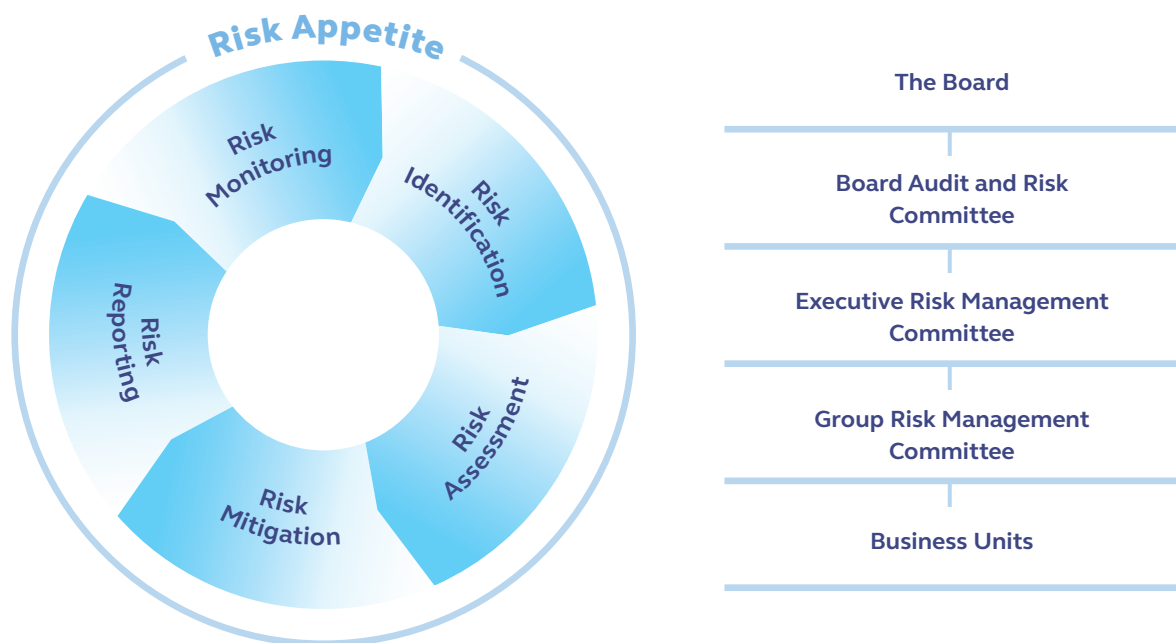 Risk Appetite
Risk
Monitoring
Risk
Identification
Risk
Assessment
Risk
Mitigation
Risk
Reporting
The Board
Board Audit and Risk
Committee
Executive Risk Management
Committee
Group Risk Management
Committee
Business Units